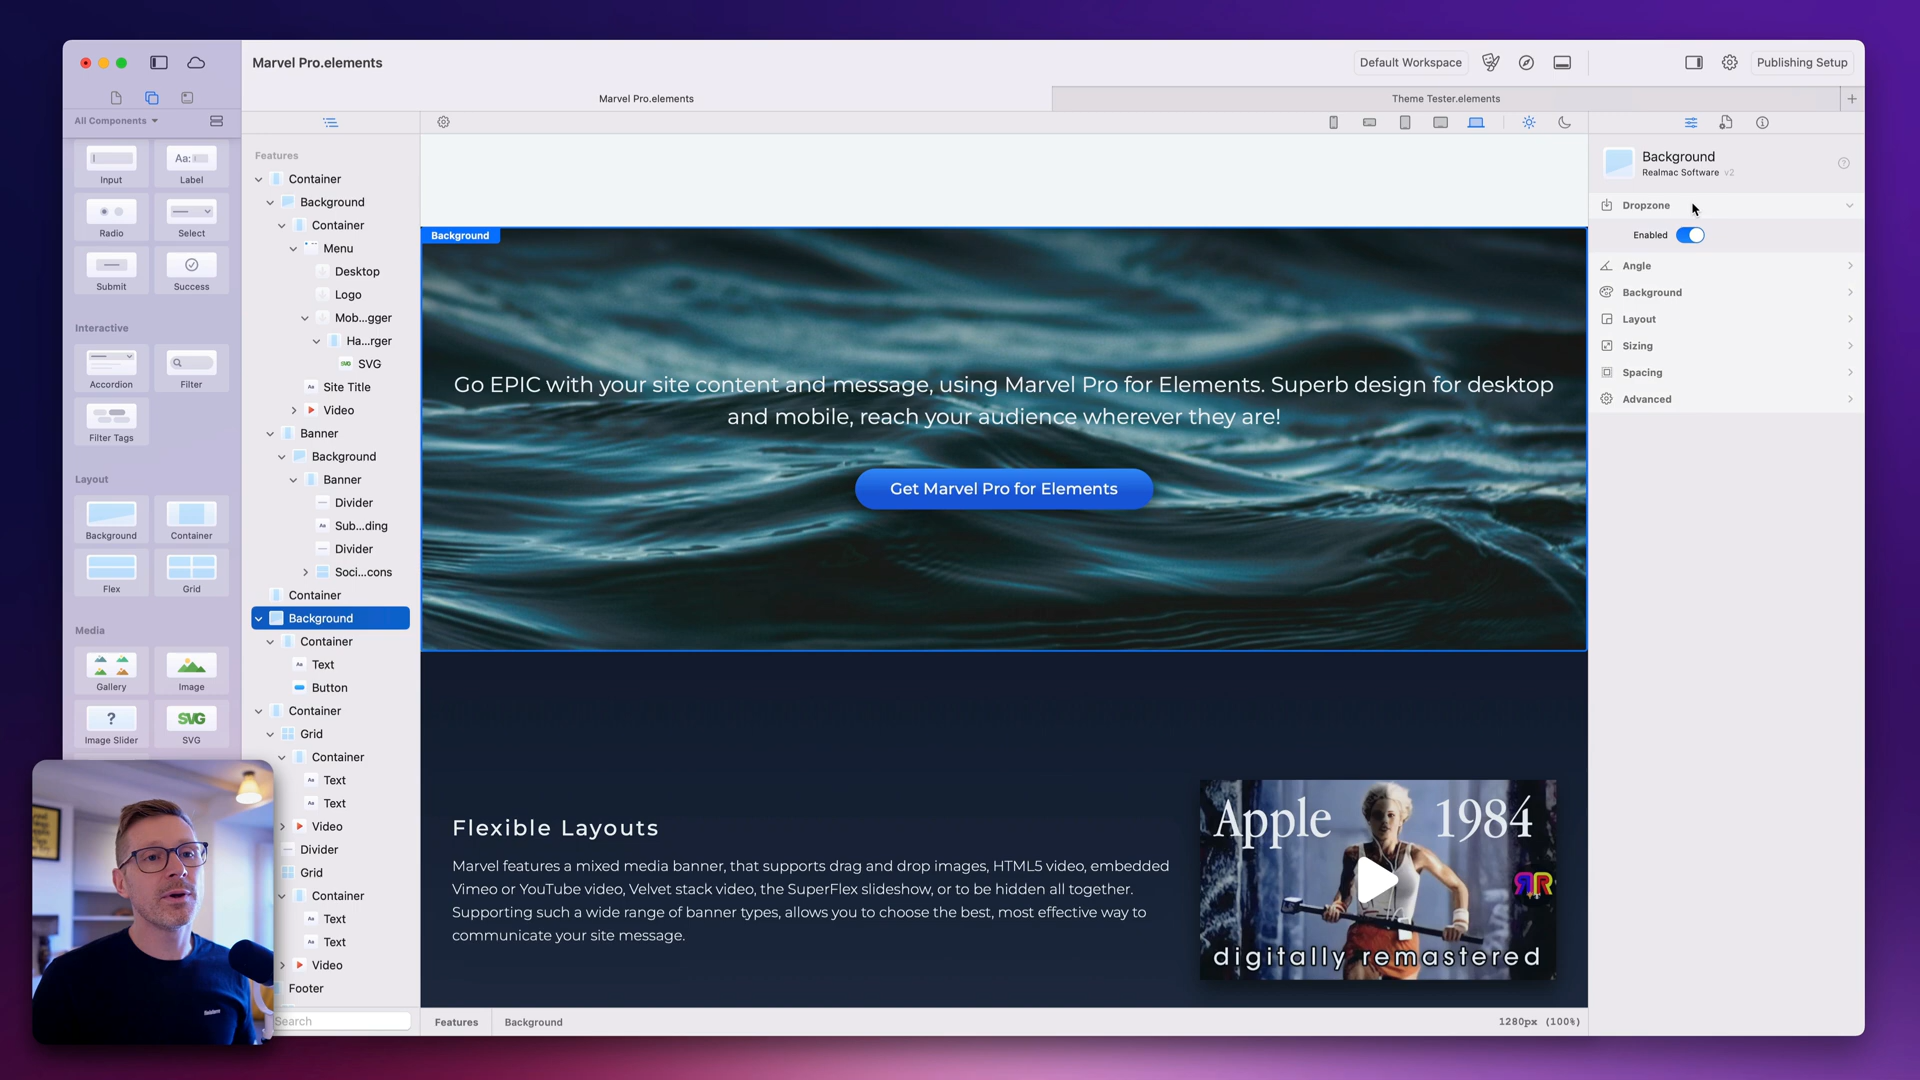 Marvel Pro.elements
Default Workspace
Publishing Setup
Marvel Pro.elements
Theme Tester.elements
All Components
Input
Label
Aa:
Radio
Select
Submit
Success
Interactive
Accordion
Filter
Filter Tags
Layout
Background
Container
Flex
Grid
Media
Gallery
Image
?
SVG
Image Slider
SVG
Features
Container
Background
Container
Menu
Desktop
Logo
Mob...gger
Ha...rger
SVG
SVG
Aa
Site Title
Video
Banner
Background
Banner
Divider
Aa
Sub...ding
Divider
Soci...cons
Container
Background
Container
Aa
Text
Button
Container
Grid
Container
Aa
Text
Aa
Text
Video
Divider
Grid
Container
Aa
Text
Aa
Text
Video
Footer
Search
Background
Go EPIC with your site content and message, using Marvel Pro for Elements. Superb design for desktop
and mobile, reach your audience wherever they are!
Get Marvel Pro for Elements
Flexible Layouts
Marvel features a mixed media banner, that supports drag and drop images, HTML5 video, embedded
Vimeo or YouTube video, Velvet stack video, the SuperFlex slideshow, or to be hidden all together.
Supporting such a wide range of banner types, allows you to choose the best, most effective way to
communicate your site message.
Apple 1984
digitally remastered
Features
Background
1280px (100%)
Background
Realmac Software v2
?
Dropzone
Enabled
Angle
Background
Layout
Sizing
Spacing
Advanced